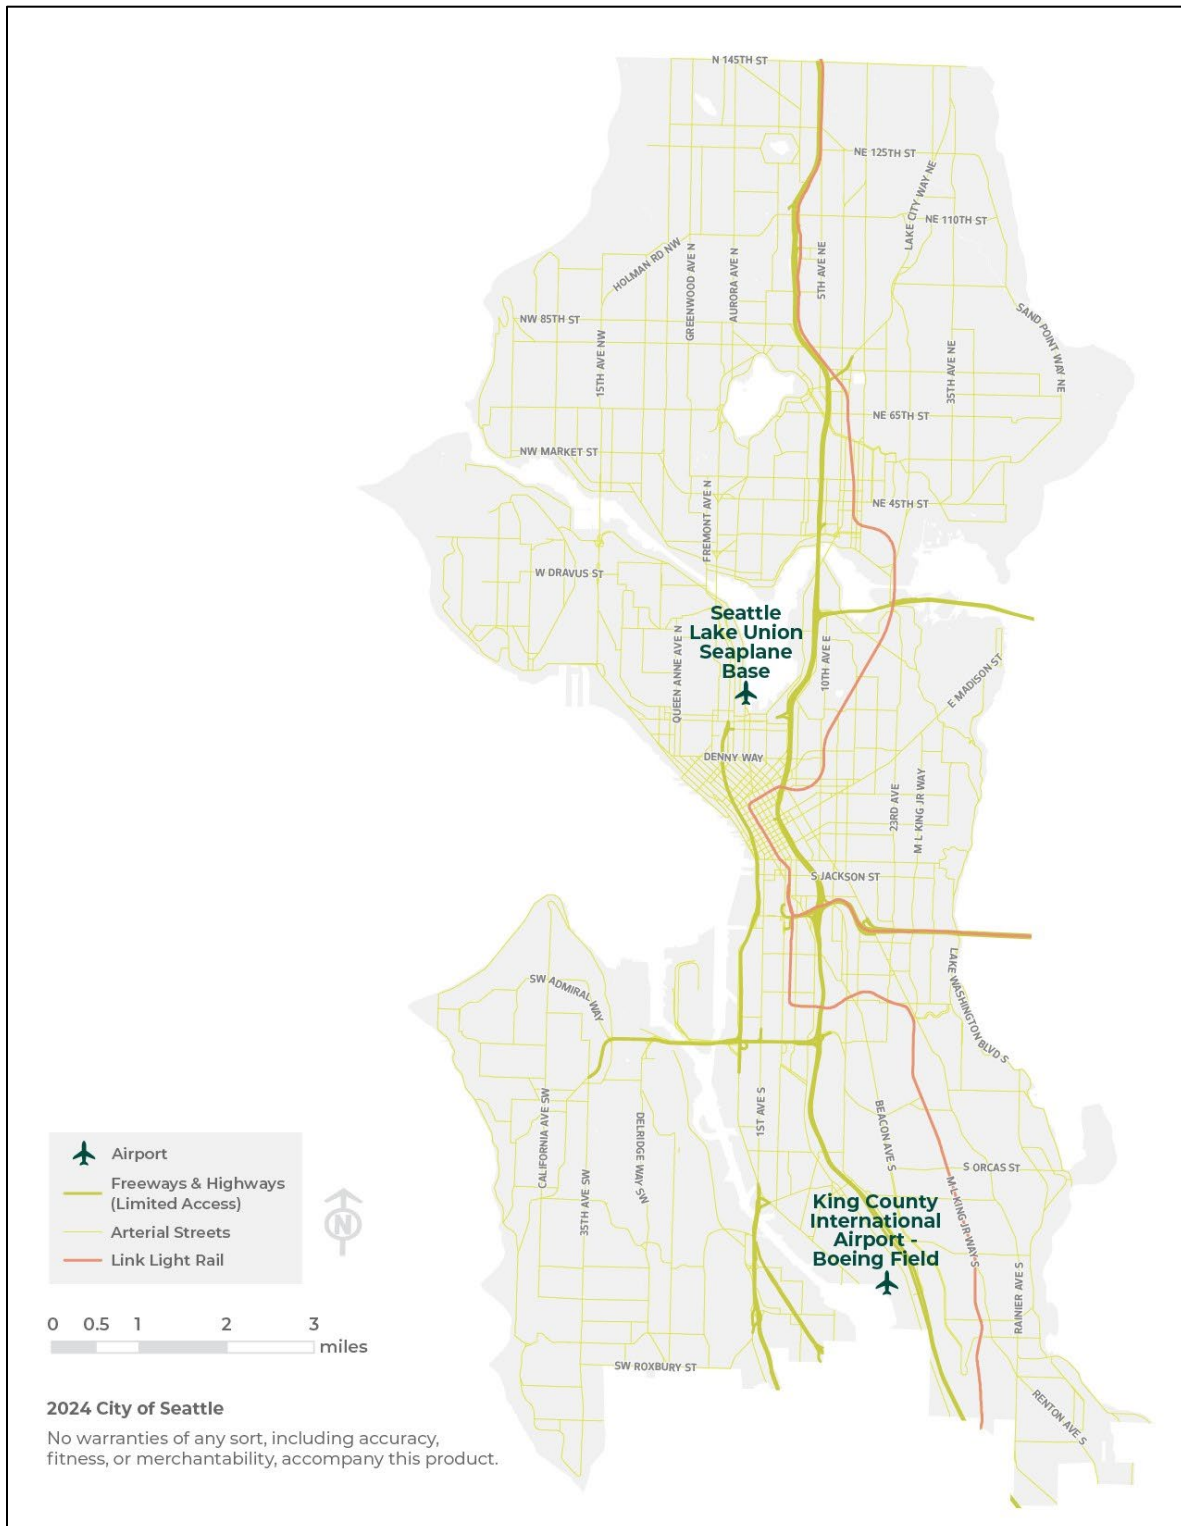 N 145TH ST
NE 125TH ST
LAKE CITY WAY NE
NE 110TH ST
HOLMAN RD NW
GREENWOOD AVE N
AURORA AVE N
5TH AVE NE
NW 85TH ST
15TH AVE NW
SAND POINT WAY NE
35TH AVE NE
NE 65TH ST
NW MARKET ST
NE 45TH ST
FREMONT AVE N
W DRAVUS ST
Seattle
Lake Union
Seaplane
Base
QUEEN ANNE AVE N
10TH AVE E
E MADISON ST
DENNY WAY
23RD AVE
M L KING JR WAY
S JACKSON ST
SW ADMIRAL WAY
LAKE WASHINGTON BLVD S
CALIFORNIA AVE SW
35TH AVE SW
DELRIDGE WAY SW
1ST AVE S
BEACON AVE S
S ORCAS ST
M L KING JR WAY S
King County
International
Airport -
Boeing Field
RAINIER AVE S
SW ROXBURY ST
RENTON AVE S
Airport
Freeways & Highways
(Limited Access)
Arterial Streets
Link Light Rail
N
0 0.5 1 2 3
miles
2024 City of Seattle
No warranties of any sort, including accuracy,
fitness, or merchantability, accompany this product.